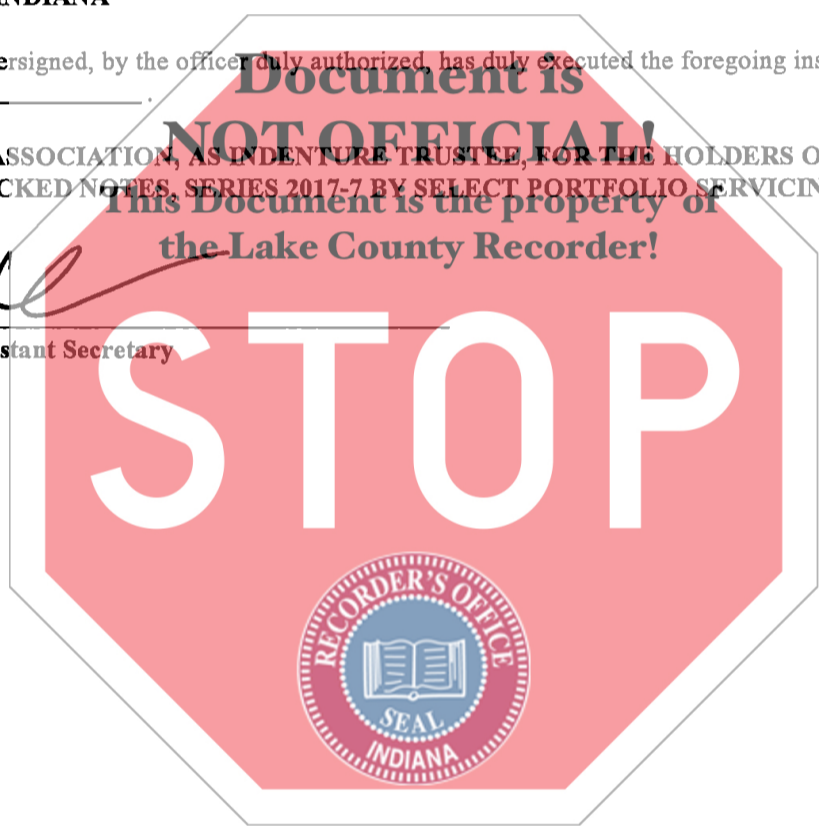 INDIANA
ersigned, by the officer duly authorized, has duly executed the foregoing ins
Document is
NOT OFFICIAL!
ASSOCIATION, AS INDENTURE TRUSTEE, FOR THE HOLDERS O
CKED NOTES, SERIES 2017-7 BY SELECT PORTFOLIO SERVICIN
This Document is the property of
the Lake County Recorder!
stant Secretary
STOP
RECORDER'S OFFICE
SEAL
INDIANA